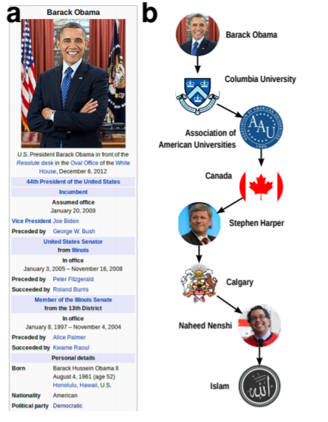 a
Barack Obama
U.S. President Barack Obama in front of the
Resolute desk in the Oval Office of the White
House, December 6, 2012
44th President of the United States
Incumbent
Assumed office
January 20, 2009
Vice President Joe Biden
Preceded by George W. Bush
United States Senator
from Illinois
In office
January 3, 2005 – November 16, 2008
Preceded by Peter Fitzgerald
Succeeded by Roland Burris
Member of the Illinois Senate
from the 13th District
In office
January 8, 1997 – November 4, 2004
Preceded by Alice Palmer
Succeeded by Kwame Raoul
Personal details
Born Barack Hussein Obama II
August 4, 1961 (age 52)
Honolulu, Hawaii, U.S.
Nationality American
Political party Democratic
b
Barack Obama
Columbia University
Association of
American Universities
AAU
Canada
Stephen Harper
Calgary
Naheed Nenshi
Islam